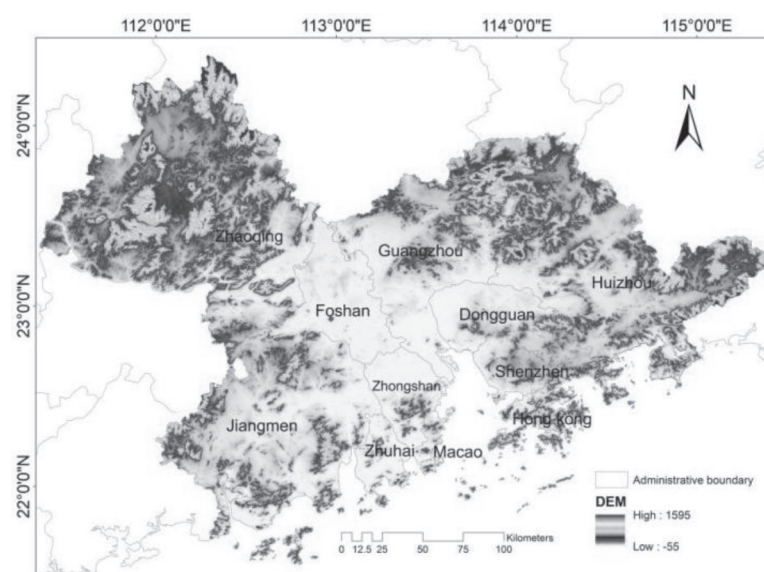 112°0'0"E 113°0'0"E 114°0'0"E 115°0'0"E
24°0'0"N
23°0'0"N
22°0'0"N
N
Zhaoqing
Guangzhou
Huizhou
Foshan
Dongguan
Shenzhen
Zhongshan
Hong kong
Jiangmen
Zhuhai
Macao
Administrative boundary
DEM
High : 1595
Low : -55
Kilometers
0 12.5 25 50 75 100